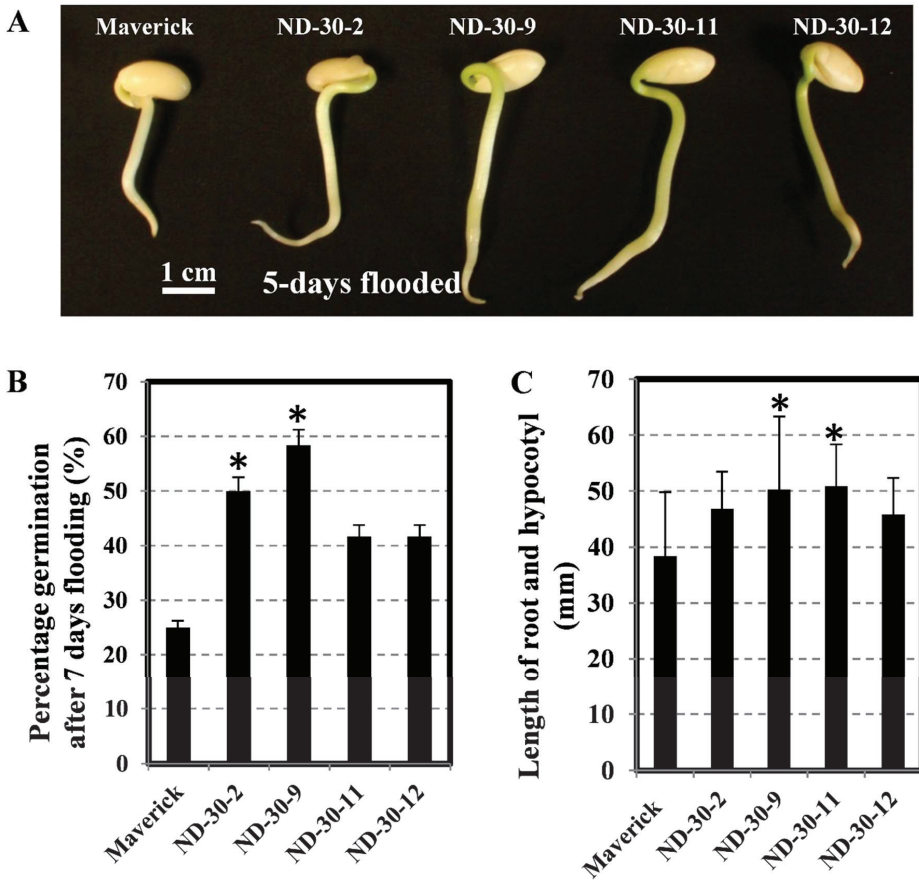 A
Maverick ND-30-2 ND-30-9 ND-30-11 ND-30-12
1 cm
5-days flooded
B
Percentage germination
after 7 days flooding (%)
70
60
50
40
30
20
10
0
* *
Maverick ND-30-2 ND-30-9 ND-30-11 ND-30-12
C
Length of root and hypocotyl
(mm)
70
60
50
40
30
20
10
0
* *
Maverick ND-30-2 ND-30-9 ND-30-11 ND-30-12